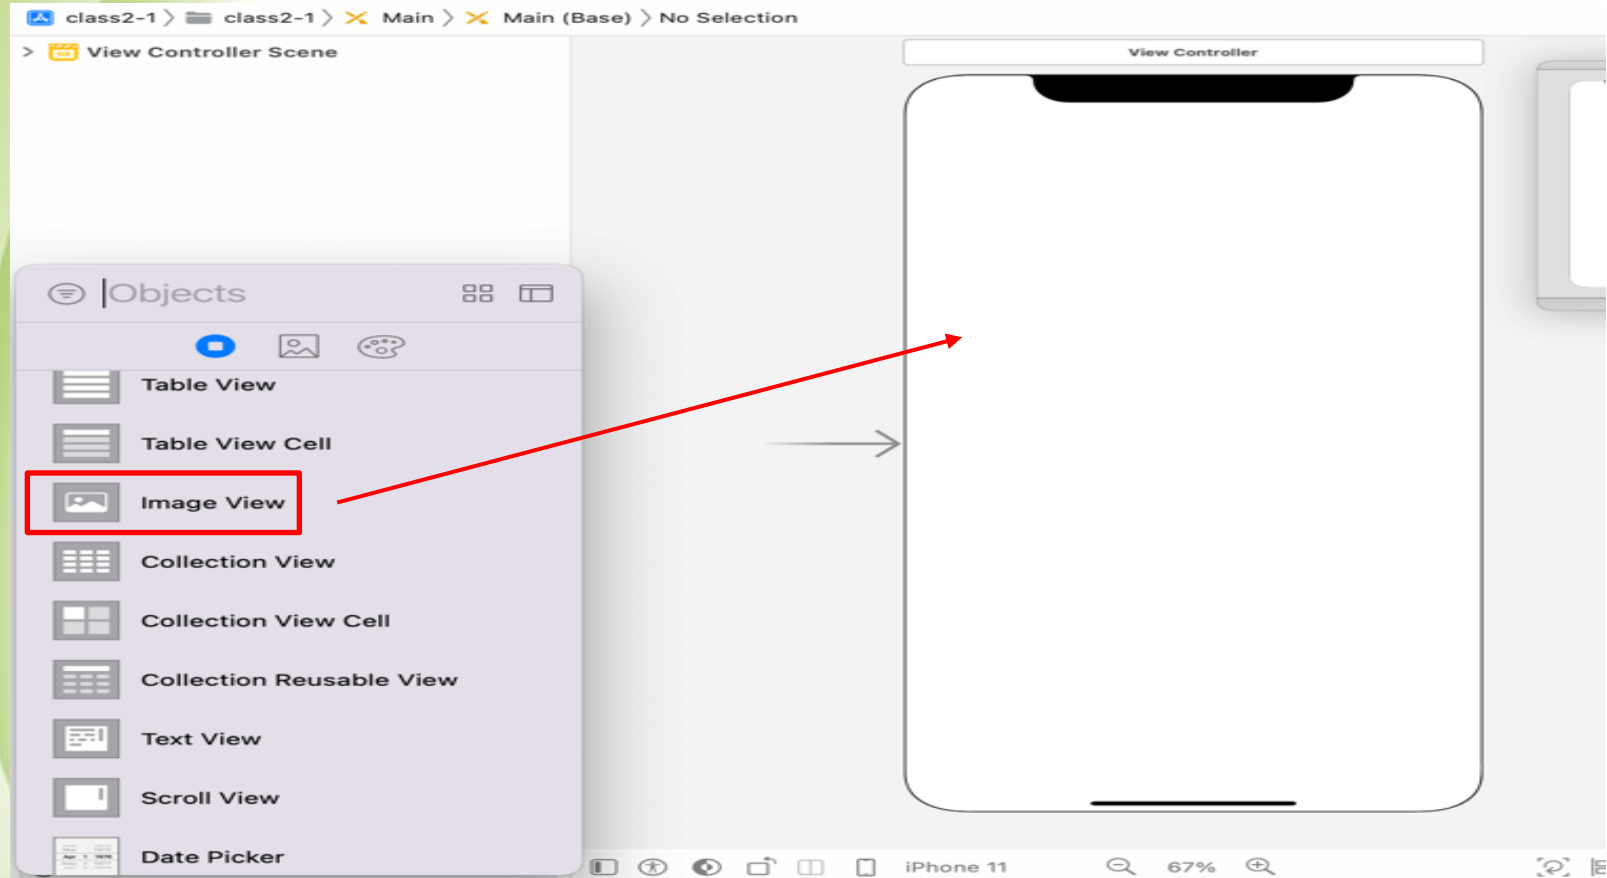 class2-1 〉 class2-1 〉 Main 〉 Main (Base) 〉 No Selection
View Controller Scene
View Controller
Objects
Table View
Table View Cell
Image View
Collection View
Collection View Cell
Collection Reusable View
Text View
Scroll View
Date Picker
iPhone 11
67%